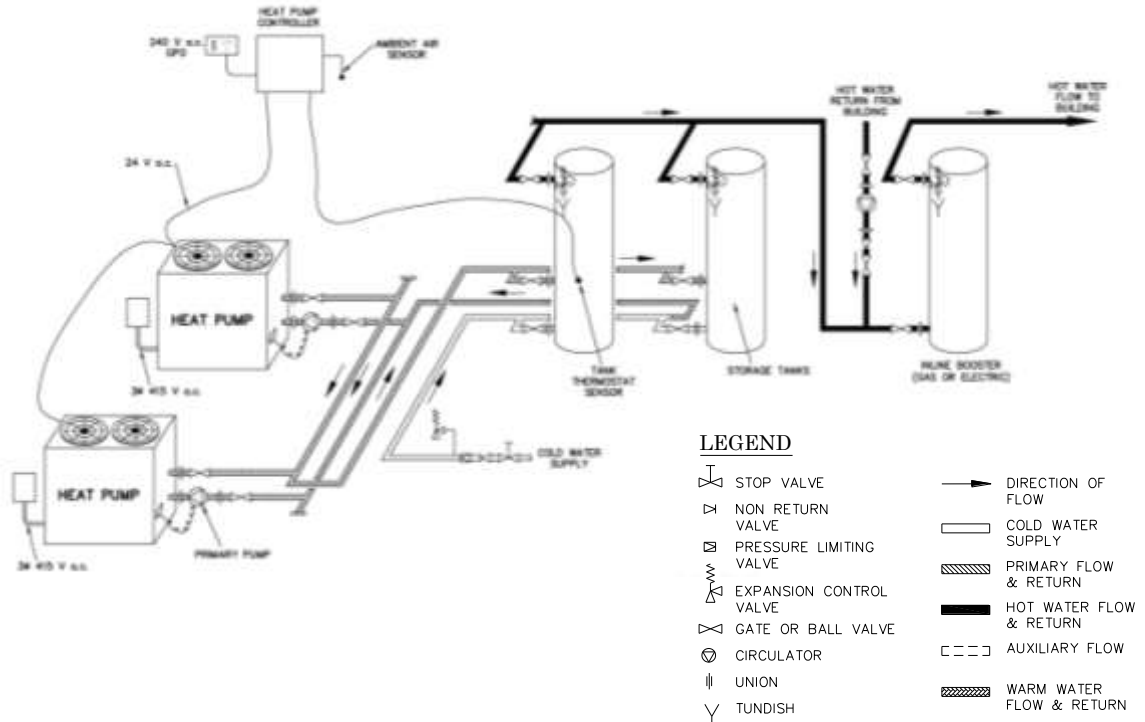 HEAT PUMP
CONTROLLER
240 V a.c.
GPO
AMBIENT AIR
SENSOR
HOT WATER
RETURN FROM
BUILDING
HOT WATER
FLOW TO
BUILDING
24 V a.c.
HEAT PUMP
3Φ 415 V a.c.
TANK
THERMOSTAT
SENSOR
STORAGE TANKS
INLINE BOOSTER
(GAS OR ELECTRIC)
COLD WATER
SUPPLY
HEAT PUMP
PRIMARY PUMP
3Φ 415 V a.c.
LEGEND
STOP VALVE
NON RETURN
VALVE
PRESSURE LIMITING
VALVE
EXPANSION CONTROL
VALVE
GATE OR BALL VALVE
CIRCULATOR
UNION
TUNDISH
DIRECTION OF
FLOW
COLD WATER
SUPPLY
PRIMARY FLOW
& RETURN
HOT WATER FLOW
& RETURN
AUXILIARY FLOW
WARM WATER
FLOW & RETURN